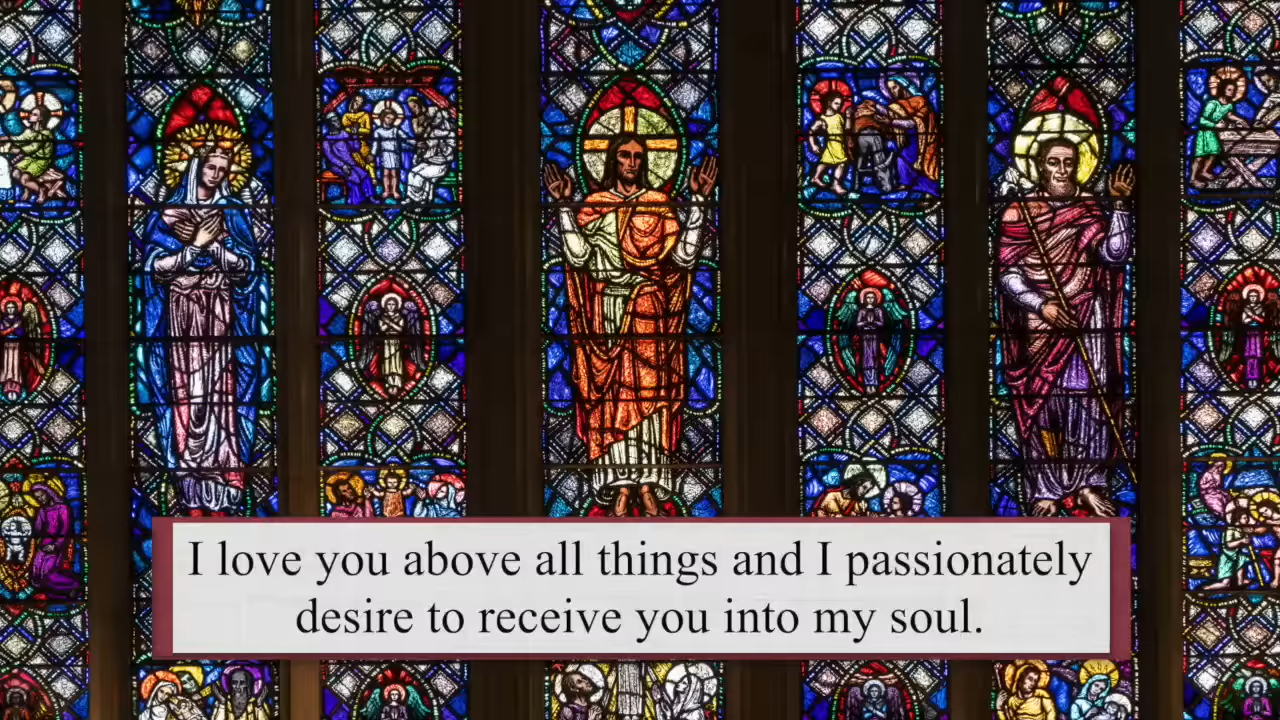 I love you above all things and I passionately
desire to receive you into my soul.